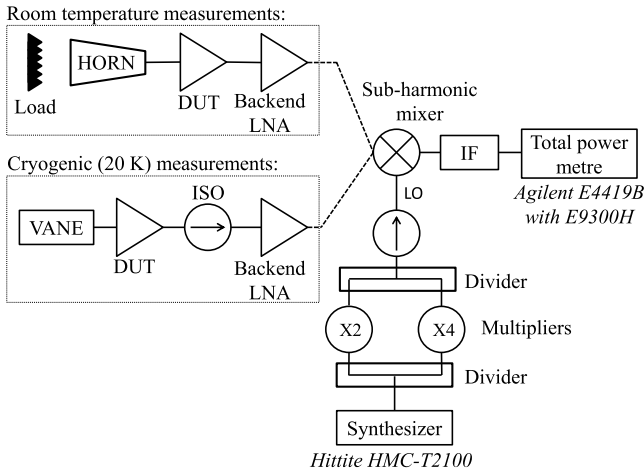 Room temperature measurements:
HORN
Load
DUT
Backend
LNA
Sub-harmonic
mixer
IF
Total power
metre
Agilent E4419B
with E9300H
Cryogenic (20 K) measurements:
ISO
VANE
DUT
Backend
LNA
LO
Divider
X2
X4
Multipliers
Divider
Synthesizer
Hittite HMC-T2100